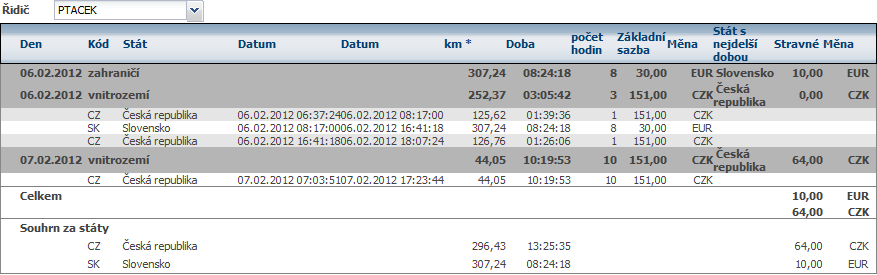 Řidič PTACEK
Den Kód Stát Datum Datum km * Doba počet hodin Základní sazba Měna Stát s nejdelší dobou Stravné Měna
06.02.2012 zahraničí 307,24 08:24:18 8 30,00 EUR Slovensko 10,00 EUR
06.02.2012 vnitrozemí 252,37 03:05:42 3 151,00 CZK Česká republika 0,00 CZK
CZ Česká republika 06.02.2012 06:37:24 06.02.2012 08:17:00 125,62 01:39:36 1 151,00 CZK
SK Slovensko 06.02.2012 08:17:00 06.02.2012 16:41:18 307,24 08:24:18 8 30,00 EUR
CZ Česká republika 06.02.2012 16:41:18 06.02.2012 18:07:24 126,76 01:26:06 1 151,00 CZK
07.02.2012 vnitrozemí 44,05 10:19:53 10 151,00 CZK Česká republika 64,00 CZK
CZ Česká republika 07.02.2012 07:03:51 07.02.2012 17:23:44 44,05 10:19:53 10 151,00 CZK
Celkem 10,00 EUR
64,00 CZK
Souhrn za státy
CZ Česká republika 296,43 13:25:35 64,00 CZK
SK Slovensko 307,24 08:24:18 10,00 EUR